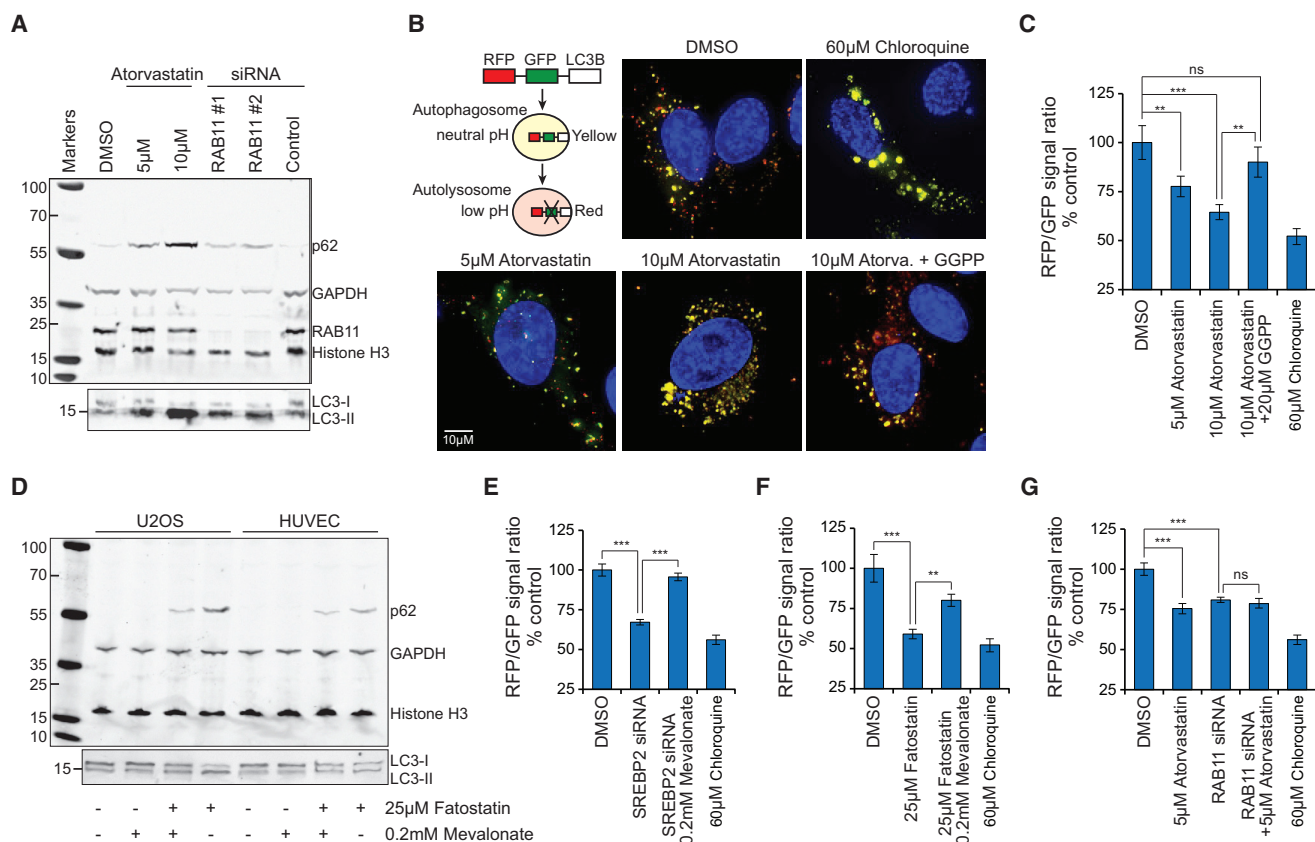 A
Atorvastatin siRNA
Markers DMSO 5µM 10µM RAB11 #1 RAB11 #2 Control
100
70
55
35
25
15
10
p62
GAPDH
RAB11
Histone H3
15
LC3-I
LC3-II
B
RFP GFP LC3B
Autophagosome
neutral pH Yellow
Autolysosome
low pH Red
DMSO
60µM Chloroquine
5µM Atorvastatin
10µM Atorvastatin
10µM Atorva. + GGPP
10µM
C
RFP/GFP signal ratio
% control
125
100
75
50
25
ns
***
**
**
DMSO
5µM Atorvastatin
10µM Atorvastatin
10µM Atorvastatin
+20µM GGPP
60µM Chloroquine
D
U2OS HUVEC
100
70
55
35
25
15
10
p62
GAPDH
Histone H3
15
LC3-I
LC3-II
- - + + - - + + 25µM Fatostatin
- + + - - + + - 0.2mM Mevalonate
E
RFP/GFP signal ratio
% control
125
100
75
50
25
*** ***
DMSO
SREBP2 siRNA
SREBP2 siRNA
0.2mM Mevalonate
60µM Chloroquine
F
RFP/GFP signal ratio
% control
125
100
75
50
25
***
**
DMSO
25µM Fatostatin
25µM Fatostatin
0.2mM Mevalonate
60µM Chloroquine
G
RFP/GFP signal ratio
% control
125
100
75
50
25
***
***
ns
DMSO
5µM Atorvastatin
RAB11 siRNA
RAB11 siRNA
+5µM Atorvastatin
60µM Chloroquine